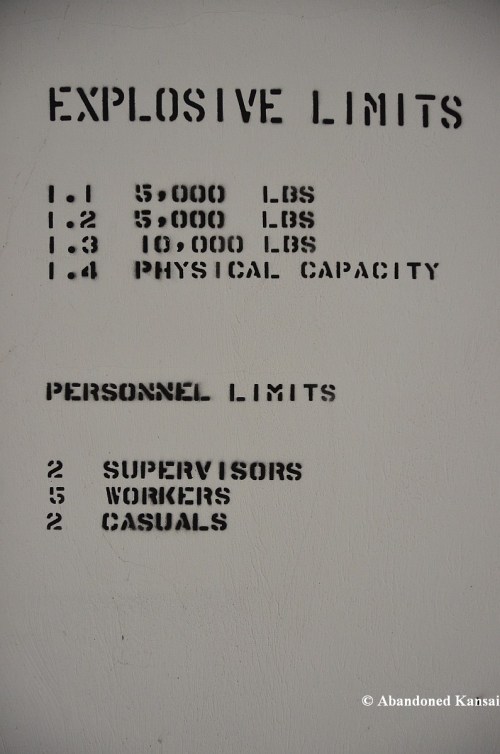 EXPLOSIVE LIMITS
1.1 5,000 LBS
1.2 5,000 LBS
1.3 10,000 LBS
1.4 PHYSICAL CAPACITY
PERSONNEL LIMITS
2 SUPERVISORS
5 WORKERS
2 CASUALS
© Abandoned Kansai